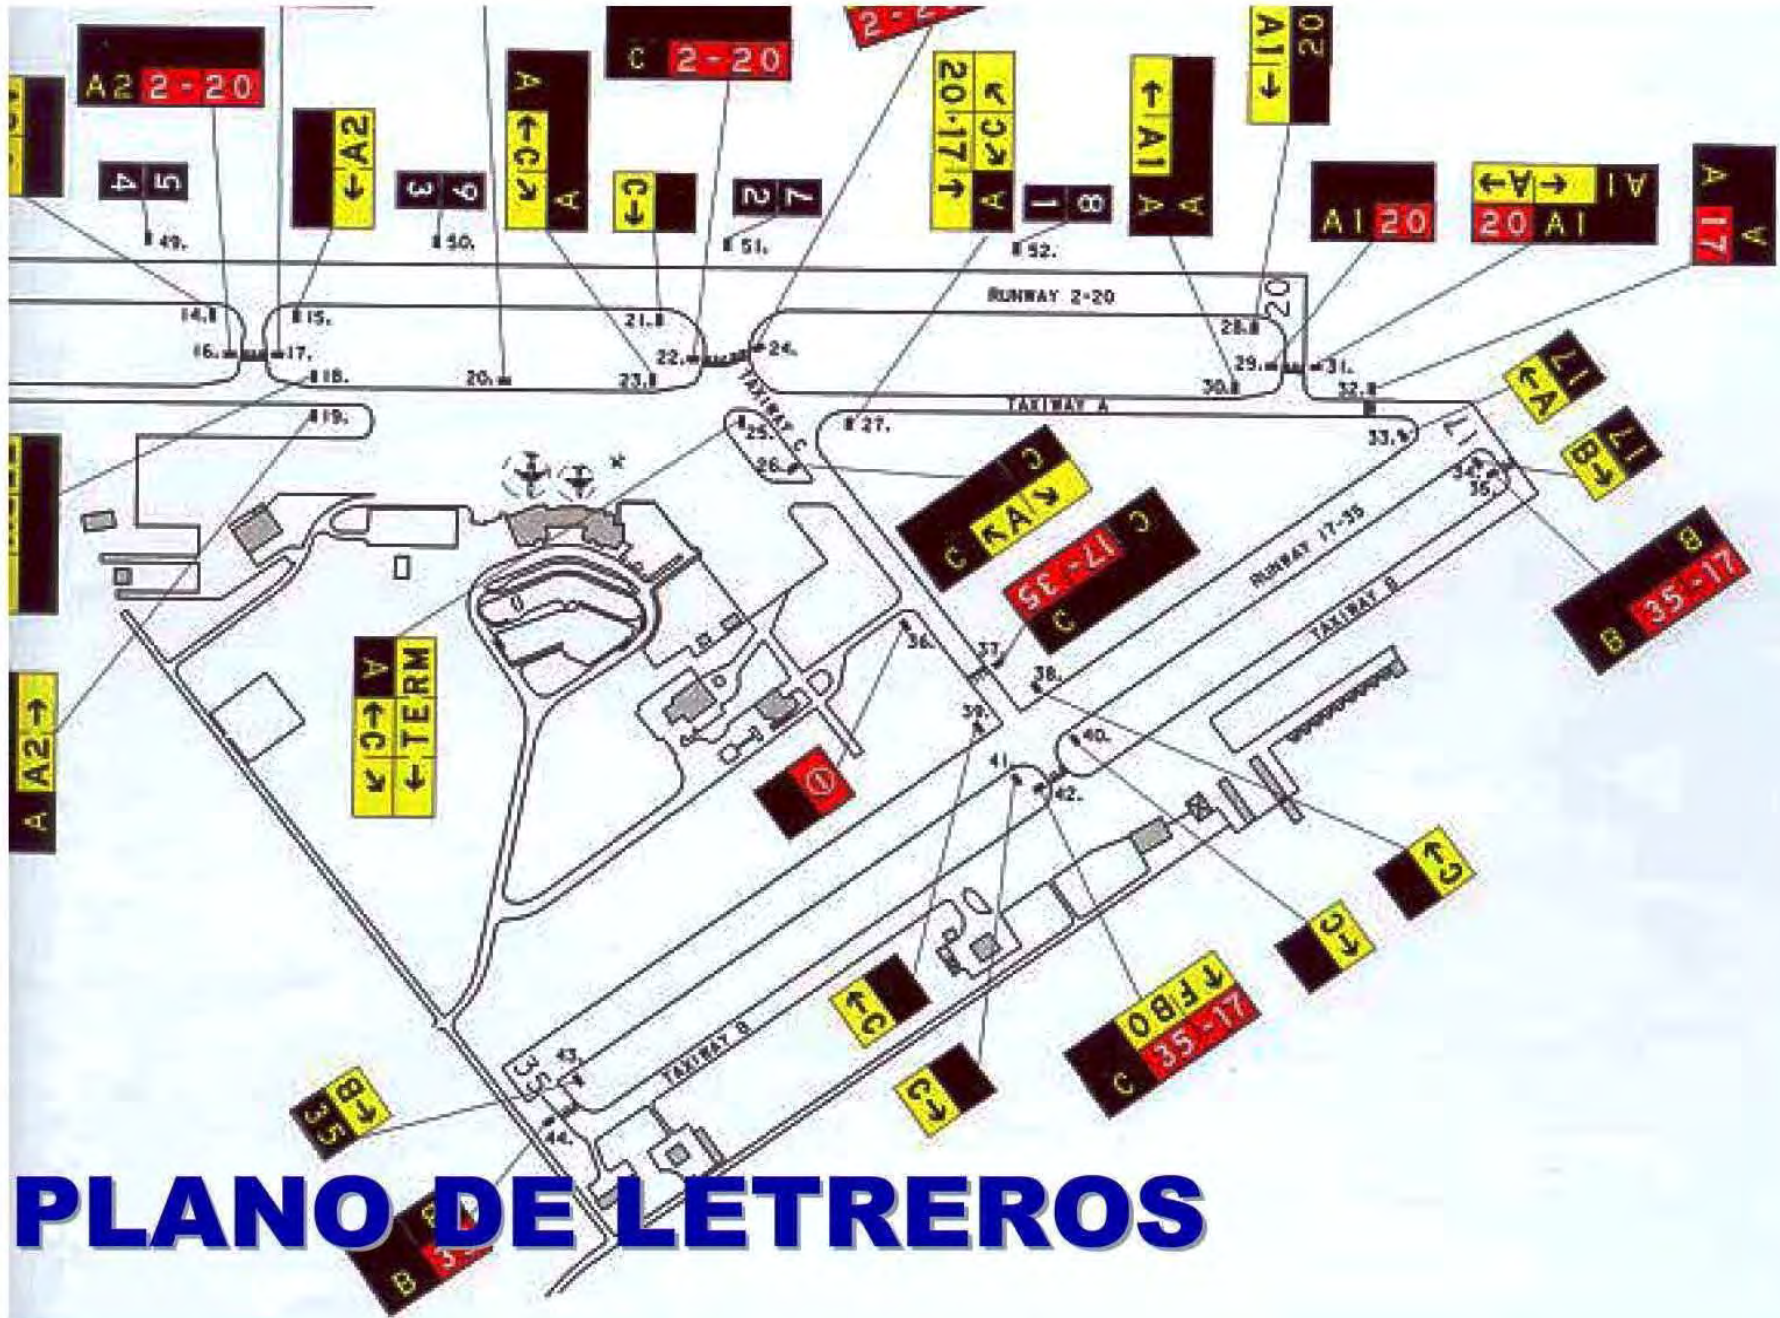 2-2
A2 2-20
←A2
A ←C↗
A
C 2-20
C→
20·17↑
↖C↘
A
←A1
A
A
A1→
20
A1 20
←A→ A1
20 A1
A
17
A
5
4
6
3
7
2
8
1
49.
50.
51.
52.
RUNWAY 2-20
20
14.
15.
21.
28.
16.
17.
22.
24.
29.
31.
18.
20.
23.
30.
32.
TAXIWAY A
19.
25.
TAXIWAY C
26.
27.
33.
17
34.
35.
17
←A
17
B→
C
↖A↗
C
17-35
C
C
RUNWAY 17-35
TAXIWAY B
B
35-17
B
A2→
A
A
C→
←TERM
36.
37.
38.
39.
40.
41.
42.
①
←C
C→
←C
C→
←FBO
35-17
C
TAXIWAY B
35
43.
44.
B→
35
B
35
B
PLANO DE LETREROS